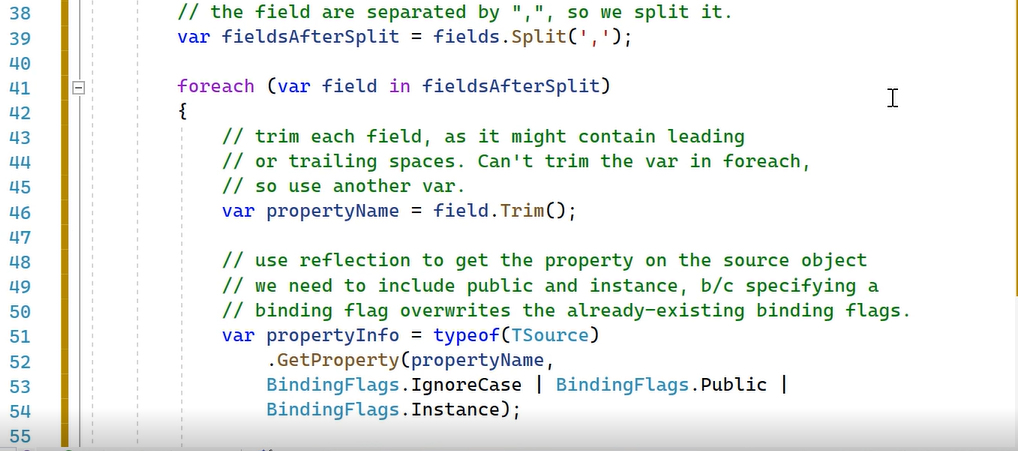 38 // the field are separated by ",", so we split it.
39 var fieldsAfterSplit = fields.Split(',');
40
41 foreach (var field in fieldsAfterSplit)
42 {
43 // trim each field, as it might contain leading
44 // or trailing spaces. Can't trim the var in foreach,
45 // so use another var.
46 var propertyName = field.Trim();
47
48 // use reflection to get the property on the source object
49 // we need to include public and instance, b/c specifying a
50 // binding flag overwrites the already-existing binding flags.
51 var propertyInfo = typeof(TSource)
52 .GetProperty(propertyName,
53 BindingFlags.IgnoreCase | BindingFlags.Public |
54 BindingFlags.Instance);
55